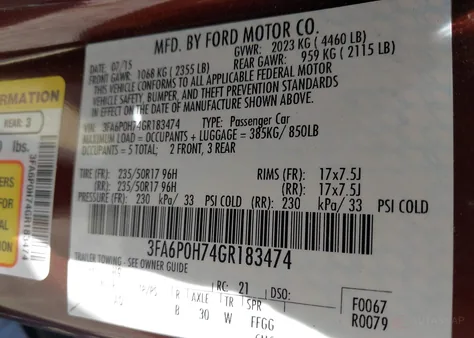 MFD. BY FORD MOTOR CO.
DATE: 07/15 GVWR: 2023 KG ( 4460 LB)
FRONT GAWR: 1068 KG ( 2355 LB) REAR GAWR: 959 KG ( 2115 LB)
THIS VEHICLE CONFORMS TO ALL APPLICABLE FEDERAL MOTOR
VEHICLE SAFETY, BUMPER, AND THEFT PREVENTION STANDARDS
IN EFFECT ON THE DATE OF MANUFACTURE SHOWN ABOVE.
VIN: 3FA6P0H74GR183474 TYPE: Passenger Car
MAXIMUM LOAD = OCCUPANTS + LUGGAGE = 385KG/850LB
OCCUPANTS = 5 TOTAL; 2 FRONT, 3 REAR
TIRE (FR): 235/50R17 96H RIMS (FR): 17x7.5J
(RR): 235/50R17 96H (RR): 17x7.5J
PRESSURE (FR): 230 kPa/ 33 PSI COLD (RR): 230 kPa/ 33 PSI COLD
3FA6P0H74GR183474
TRAILER TOWING - SEE OWNER GUIDE
RC: 21 DSO: F0067
R AXLE TR SPR R0079
8 30 W FFGG
RMATION
REAR: 3
lbs.
3FA6P0H74GR183474
ERS
FOR
AL
TION